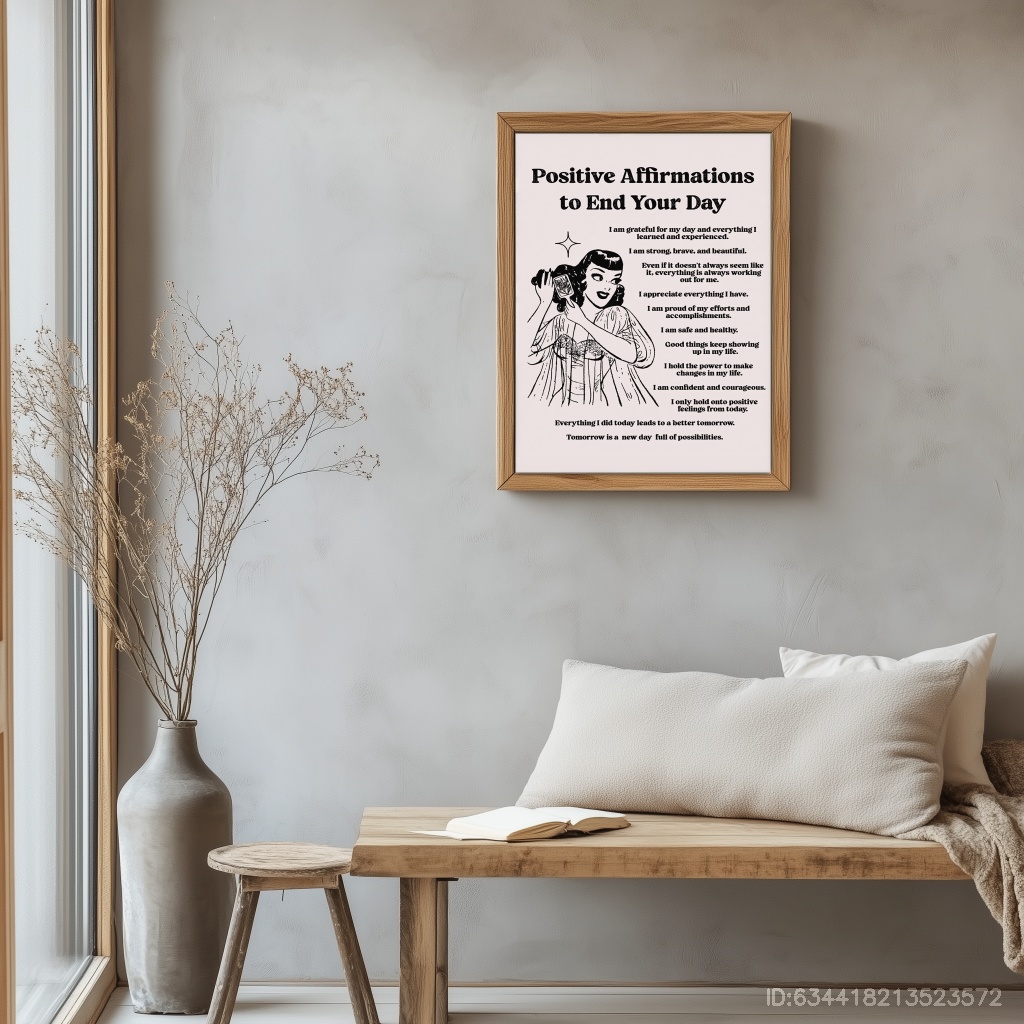 Positive Affirmations
to End Your Day
I am grateful for my day and everything I
learned and experienced.
I am strong, brave, and beautiful.
Even if it doesn't always seem like
it, everything is always working
out for me.
I appreciate everything I have.
I am proud of my efforts and
accomplishments.
I am safe and healthy.
Good things keep showing
up in my life.
I hold the power to make
changes in my life.
I am confident and courageous.
I only hold onto positive
feelings from today.
Everything I did today leads to a better tomorrow.
Tomorrow is a new day full of possibilities.
ID:634418213523572